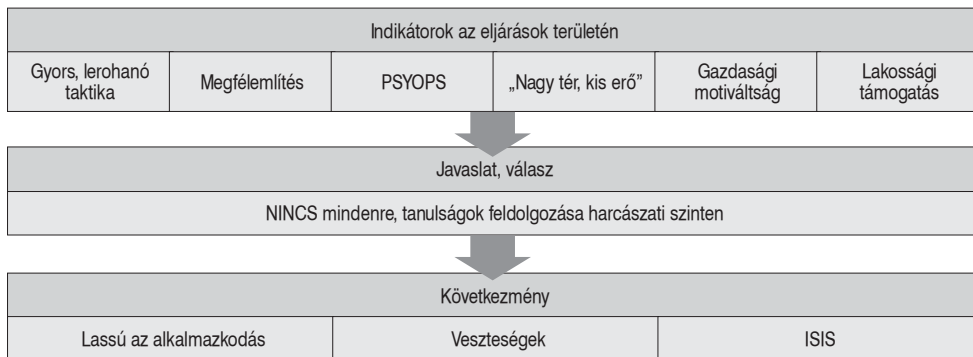 Indikátorok az eljárások területén
Gyors, lerohanó
taktika
Megfélemlítés
PSYOPS
„Nagy tér, kis erő”
Gazdasági
motiváltság
Lakossági
támogatás
Javaslat, válasz
NINCS mindenre, tanulságok feldolgozása harcászati szinten
Következmény
Lassú az alkalmazkodás
Veszteségek
ISIS